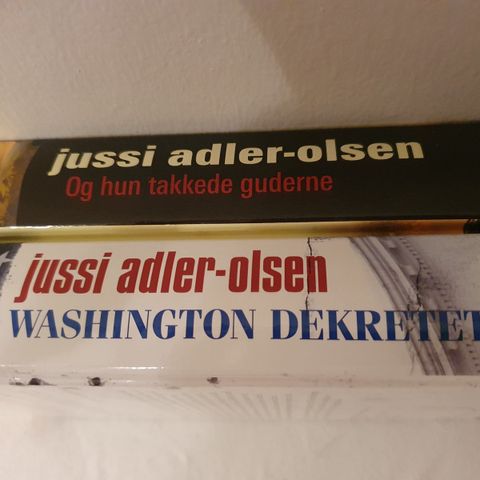 jussi adler-olsen
Og hun takkede guderne
jussi adler-olsen
WASHINGTON DEKRETET